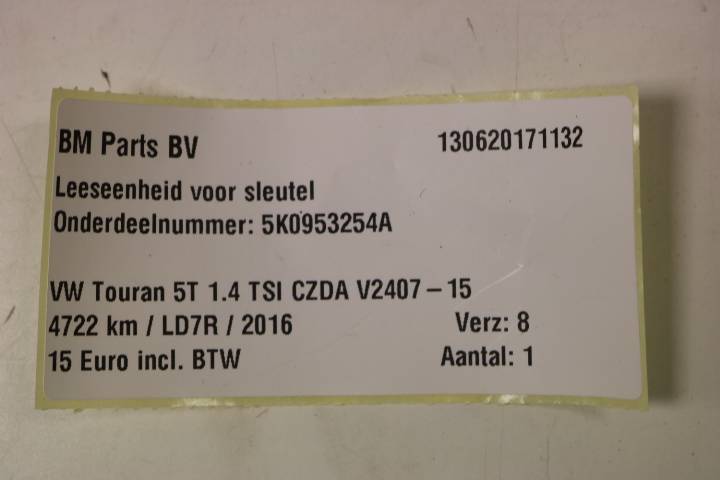 BM Parts BV 130620171132
Leeseenheid voor sleutel
Onderdeelnummer: 5K0953254A
VW Touran 5T 1.4 TSI CZDA V2407-15
4722 km / LD7R / 2016 Verz: 8
15 Euro incl. BTW Aantal: 1